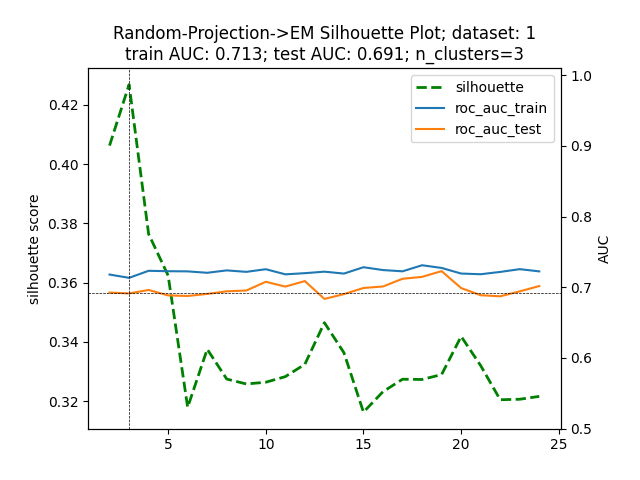 Random-Projection->EM Silhouette Plot; dataset: 1
train AUC: 0.713; test AUC: 0.691; n_clusters=3
silhouette
roc_auc_train
roc_auc_test
silhouette score
0.42
0.40
0.38
0.36
0.34
0.32
AUC
1.0
0.9
0.8
0.7
0.6
0.5
5
10
15
20
25